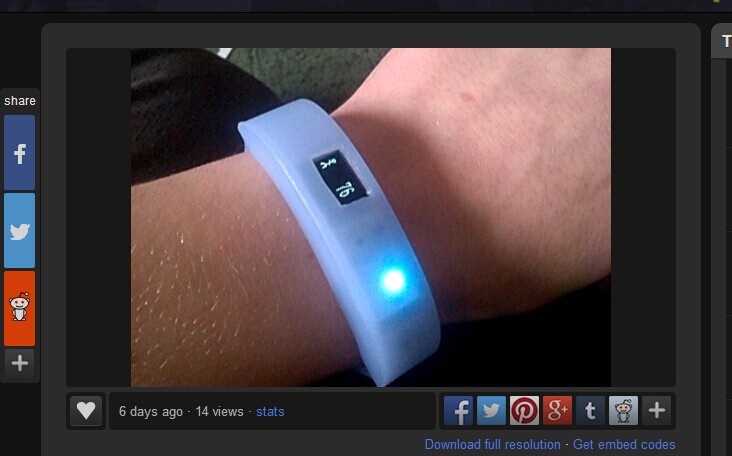 T
share
6 days ago · 14 views · stats
Download full resolution · Get embed codes